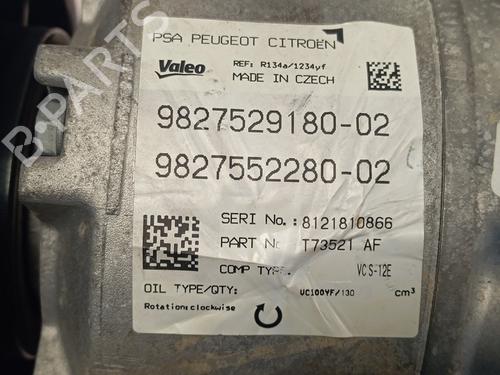 PSA PEUGEOT CITROËN
Valeo
REF: R134a/1234yf
MADE IN CZECH
9827529180-02
9827552280-02
SERI No.: 8121810866
PART No. T73521 AF
COMP TYPE. VCS-12E
OIL TYPE/QTY: VC100YF/130 cm³
Rotation:clockwise
B-PARTS